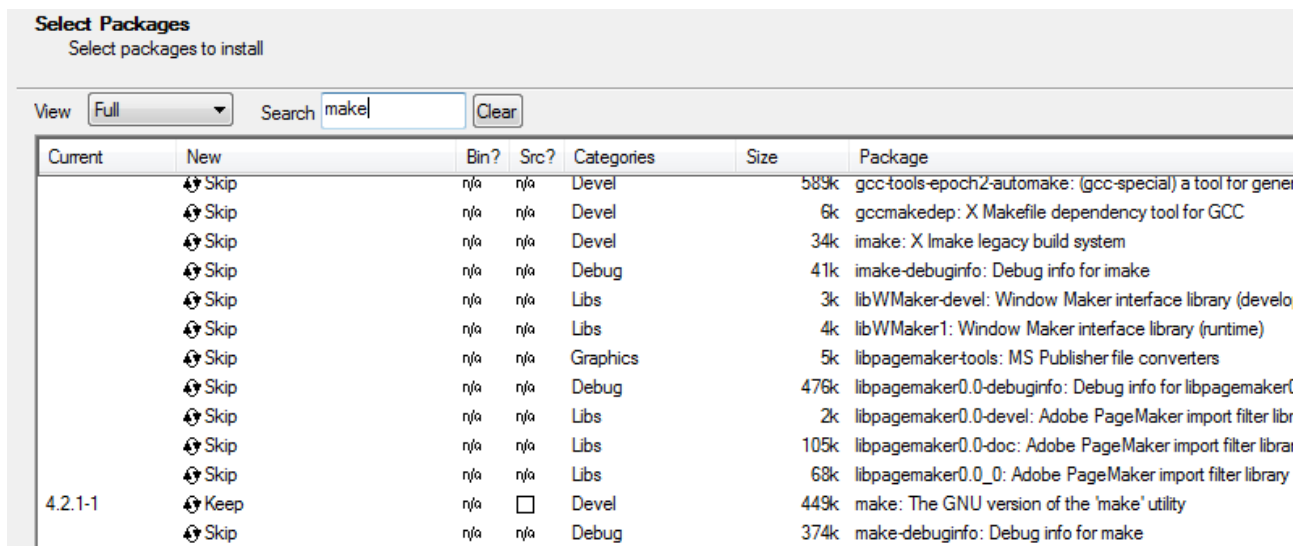 Select Packages
Select packages to install
View Full Search make Clear
Current New Bin? Src? Categories Size Package
Skip n/a n/a Devel 589k gcc-tools-epoch2-automake: (gcc-special) a tool for gener
Skip n/a n/a Devel 6k gccmakedep: X Makefile dependency tool for GCC
Skip n/a n/a Devel 34k imake: X Imake legacy build system
Skip n/a n/a Debug 41k imake-debuginfo: Debug info for imake
Skip n/a n/a Libs 3k libWMaker-devel: Window Maker interface library (develo
Skip n/a n/a Libs 4k libWMaker1: Window Maker interface library (runtime)
Skip n/a n/a Graphics 5k libpagemaker-tools: MS Publisher file converters
Skip n/a n/a Debug 476k libpagemaker0.0-debuginfo: Debug info for libpagemaker0
Skip n/a n/a Libs 2k libpagemaker0.0-devel: Adobe PageMaker import filter libr
Skip n/a n/a Libs 105k libpagemaker0.0-doc: Adobe PageMaker import filter librar
Skip n/a n/a Libs 68k libpagemaker0.0_0: Adobe PageMaker import filter library
4.2.1-1 Keep n/a Devel 449k make: The GNU version of the 'make' utility
Skip n/a n/a Debug 374k make-debuginfo: Debug info for make